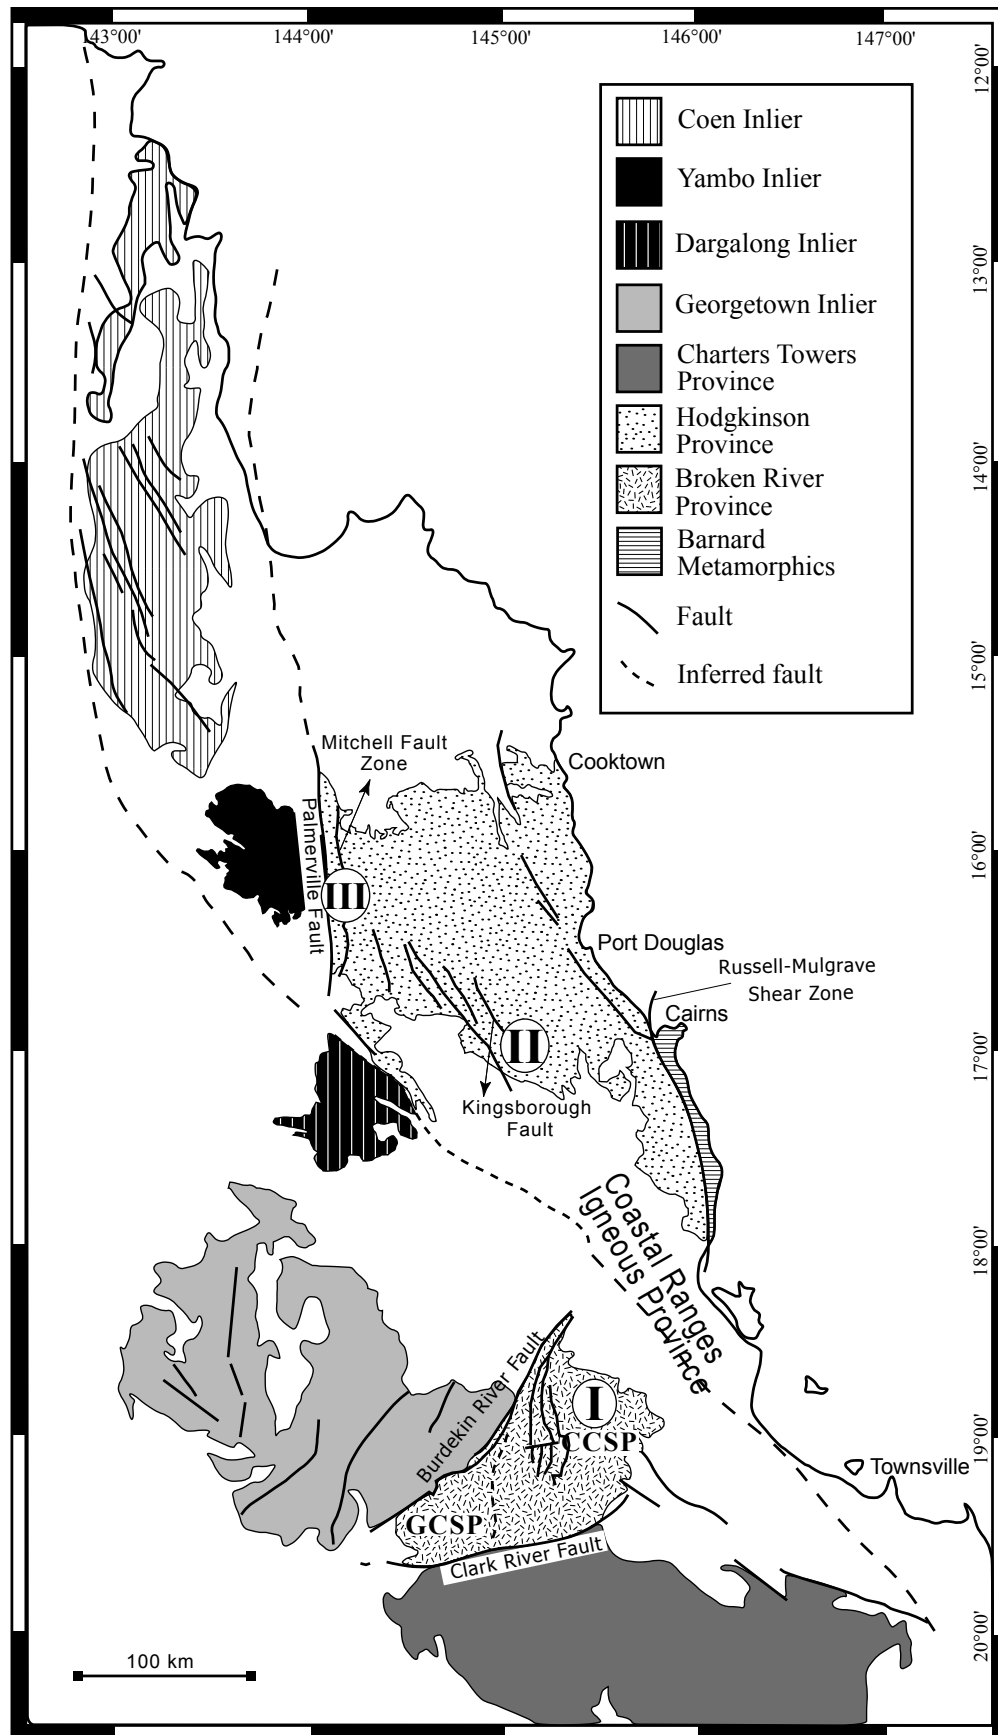 143°00'
144°00'
145°00'
146°00'
147°00'
12°00'
13°00'
14°00'
15°00'
16°00'
17°00'
18°00'
19°00'
20°00'
Coen Inlier
Yambo Inlier
Dargalong Inlier
Georgetown Inlier
Charters Towers
Province
Hodgkinson
Province
Broken River
Province
Barnard
Metamorphics
Fault
Inferred fault
Mitchell Fault
Zone
Cooktown
Palmerville Fault
III
Port Douglas
Russell-Mulgrave
Shear Zone
Cairns
II
Kingsborough
Fault
Coastal Ranges
Igneous Province
Burdekin River Fault
I
CCSP
Townsville
GCSP
Clark River Fault
100 km